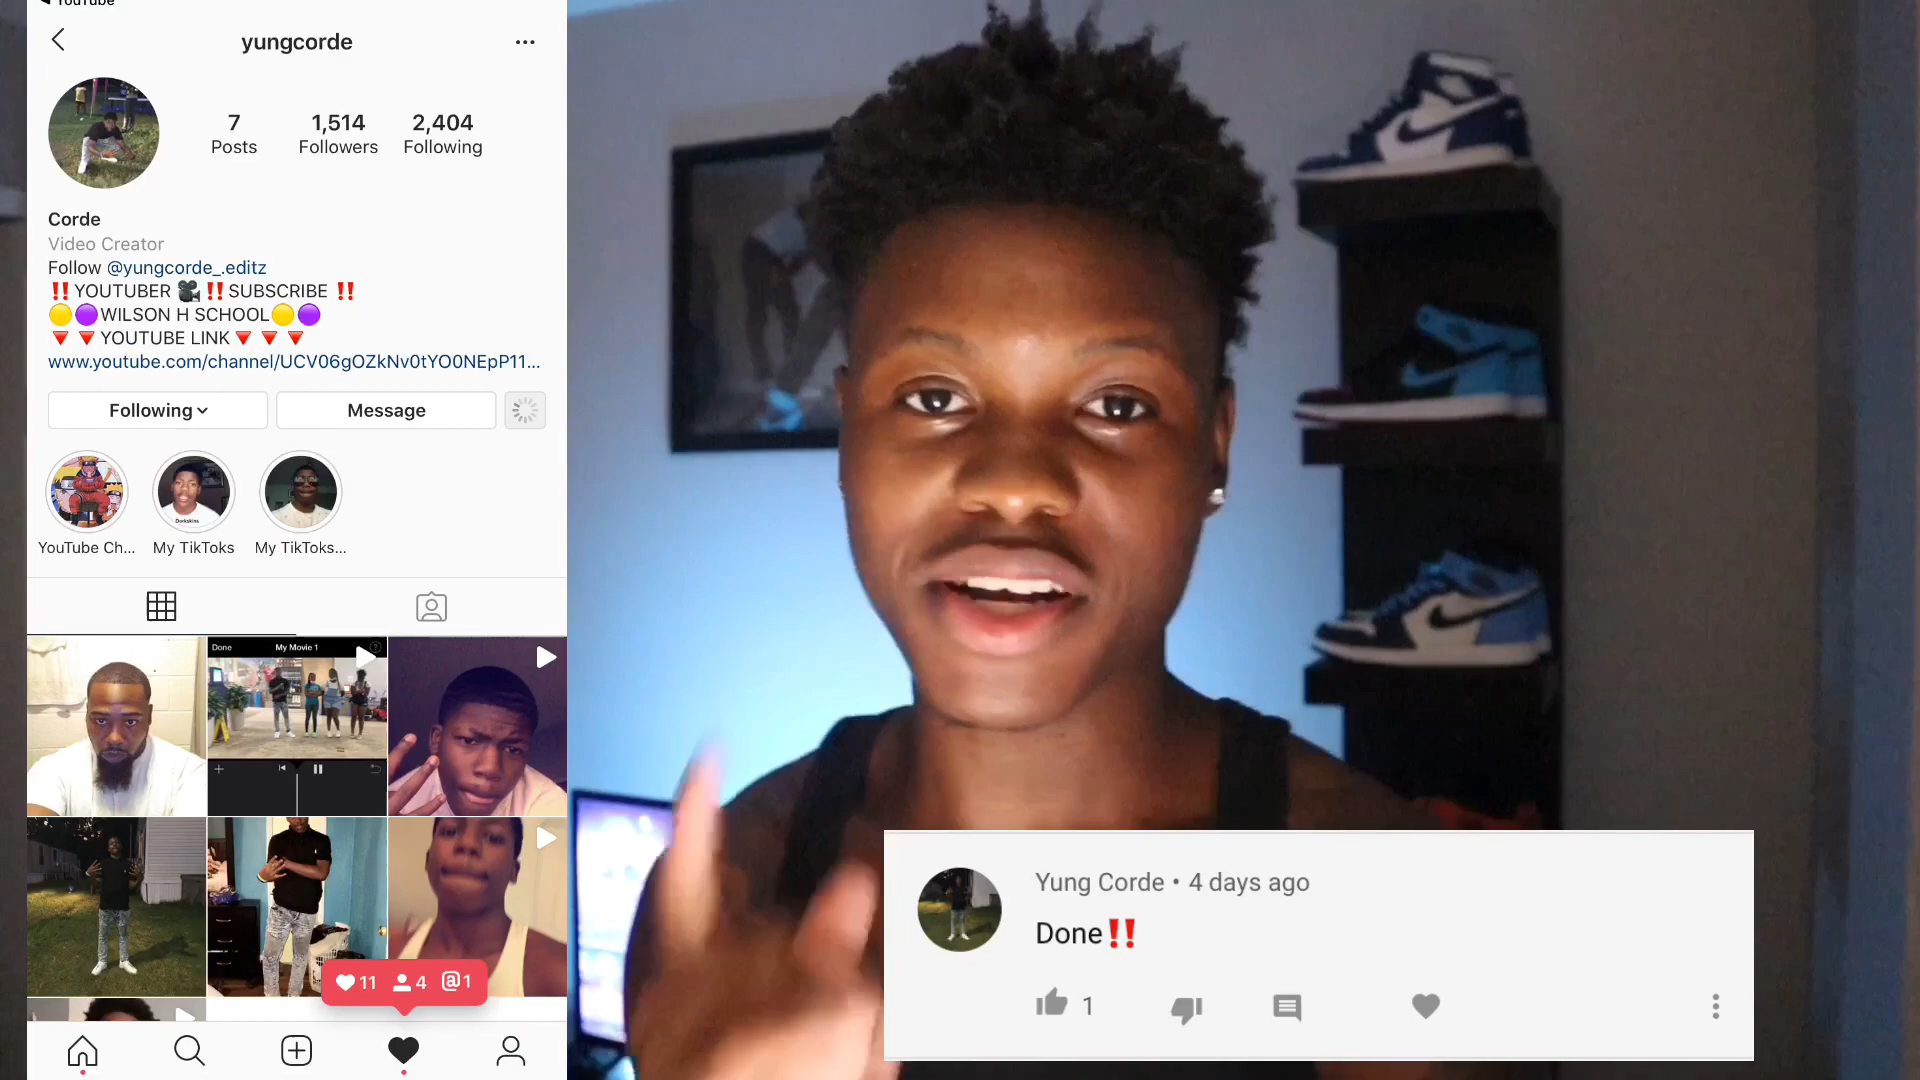 YouTube
yungcorde
7
Posts
1,514
Followers
2,404
Following
Corde
Video Creator
Follow @yungcorde_.editz
‼️YOUTUBER 🎥‼️SUBSCRIBE ‼️
🟡🟣WILSON H SCHOOL🟡🟣
🔻🔻YOUTUBE LINK🔻🔻🔻
www.youtube.com/channel/UCV06gOZkNv0tYO0NEpP11...
Following
Message
Darkskins
YouTube Ch...
My TikToks
My TikToks...
Done
My Movie 1
11
4
@1
Yung Corde • 4 days ago
Done‼️
1